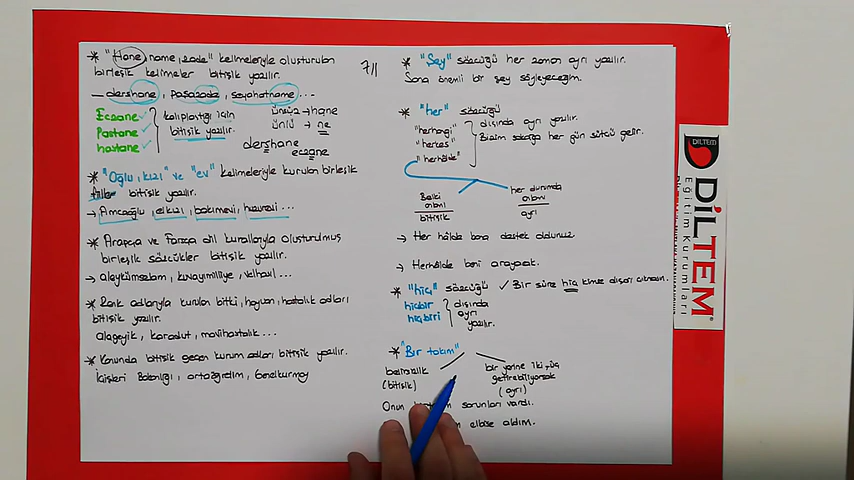 * "Hane, name, zade" kelimeleriyle oluşturulan
birleşik kelimeler bitişik yazılır.
— dershane, Paşazade, seyahatname ...
Eczane
Pastane
hastane
kalıplaştığı için
bitişik yazılır.
ünsüz → hane
ünlü → ne
dershane
eczane
* "Oğlu, kızı" ve "ev" kelimeleriyle kurulan birleşik
bitişik yazılır.
→ Amcaoğlu, elkızı, bakımevi, huzurevi ...
* Arapça ve Farsça dil kurallarıyla oluşturulmuş
birleşik sözcükler bitişik yazılır.
→ aleykümselam, kuvayımilliye, velhasıl ...
* Renk adlarıyla kurulan bitki, hayvan, hastalık adları
bitişik yazılır.
alageyik, karadut, mavihastalık ...
* Kanunda bitişik geçen kurum adları bitişik yazılır.
İçişleri Bakanlığı, ortaöğretim, Genelkurmay
7//
* "Şey" sözcüğü her zaman ayrı yazılır.
Sana önemli bir şey söyleyeceğim.
* "her" sözcüğü
"herhangi"
"herkes"
"herhâlde"
dışında ayrı yazılır.
Bizim sokağa her gün sütçü gelir.
Belki
anlamı
bitişik
her durumda
anlamı
ayrı
→ Her hâlde bana destek oldunuz
→ Herhâlde beni arayacak.
* "hiç" sözcüğü
✓ Bir süre hiç kimse dışarı çıkmasın.
hiçbir
hiçbiri
dışında
ayrı
yazılır.
* "Bir takım"
belirsizlik
(bitişik)
bir yerine iki, üç
getirebiliyorsak
(ayrı)
Onun sorunları vardı.
elbise aldım.
DİLTEM
DİLTEM
Eğitim Kurumları